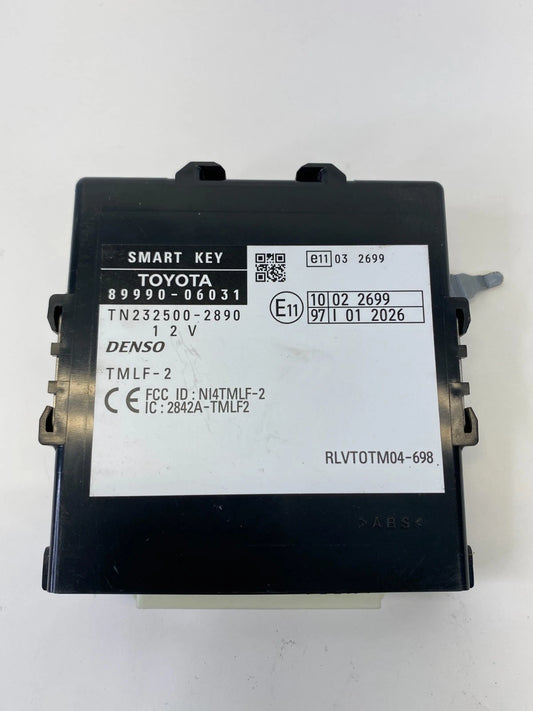 SMART KEY
TOYOTA
89990-06031
TN232500-2890
12V
DENSO
TMLF-2
CE FCC ID : NI4TMLF-2
IC : 2842A-TMLF2
e11 03 2699
E11 10 02 2699
97 I 01 2026
RLVTOTM04-698
>ABS<